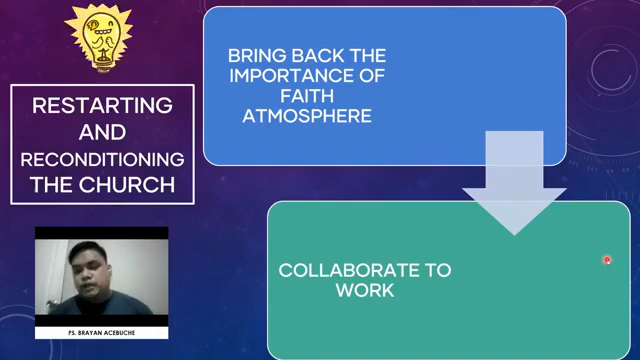 RESTARTING
AND
RECONDITIONING
THE CHURCH
BRING BACK THE
IMPORTANCE OF
FAITH
ATMOSPHERE
COLLABORATE TO
WORK
PS. BRAYAN ACEBUCHE